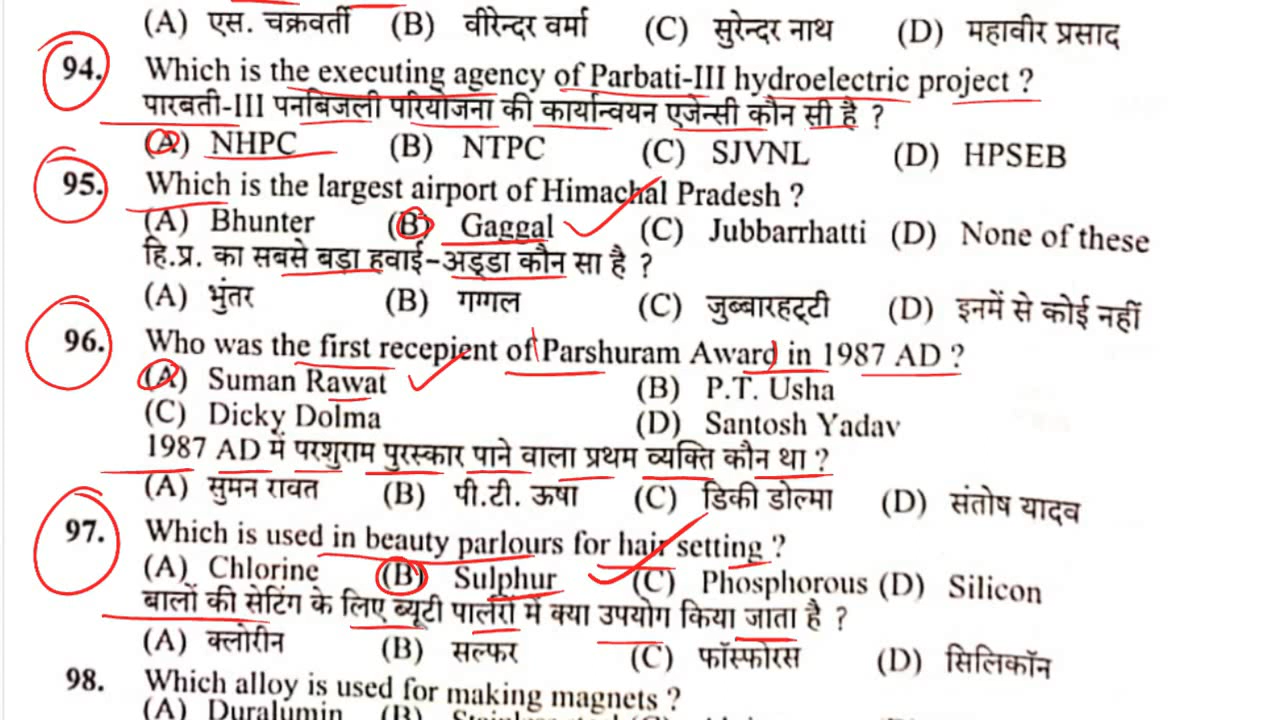 (A) एस. चक्रवर्ती (B) वीरेन्दर वर्मा (C) सुरेन्दर नाथ (D) महावीर प्रसाद
94. Which is the executing agency of Parbati-III hydroelectric project ?
पारबती-III पनबिजली परियोजना की कार्यान्वयन एजेन्सी कौन सी है ?
(A) NHPC (B) NTPC (C) SJVNL (D) HPSEB
95. Which is the largest airport of Himachal Pradesh ?
(A) Bhunter (B) Gaggal (C) Jubbarrhatti (D) None of these
हि.प्र. का सबसे बड़ा हवाई-अड्डा कौन सा है ?
(A) भुंतर (B) गग्गल (C) जुब्बारहट्टी (D) इनमें से कोई नहीं
96. Who was the first recepient of Parshuram Award in 1987 AD ?
(A) Suman Rawat (B) P.T. Usha
(C) Dicky Dolma (D) Santosh Yadav
1987 AD में परशुराम पुरस्कार पाने वाला प्रथम व्यक्ति कौन था ?
(A) सुमन रावत (B) पी.टी. ऊषा (C) डिकी डोल्मा (D) संतोष यादव
97. Which is used in beauty parlours for hair setting ?
(A) Chlorine (B) Sulphur (C) Phosphorous (D) Silicon
बालों की सेटिंग के लिए ब्यूटी पार्लरों में क्या उपयोग किया जाता है ?
(A) क्लोरीन (B) सल्फर (C) फॉस्फोरस (D) सिलिकॉन
98. Which alloy is used for making magnets ?
(A) Duralumin (B)